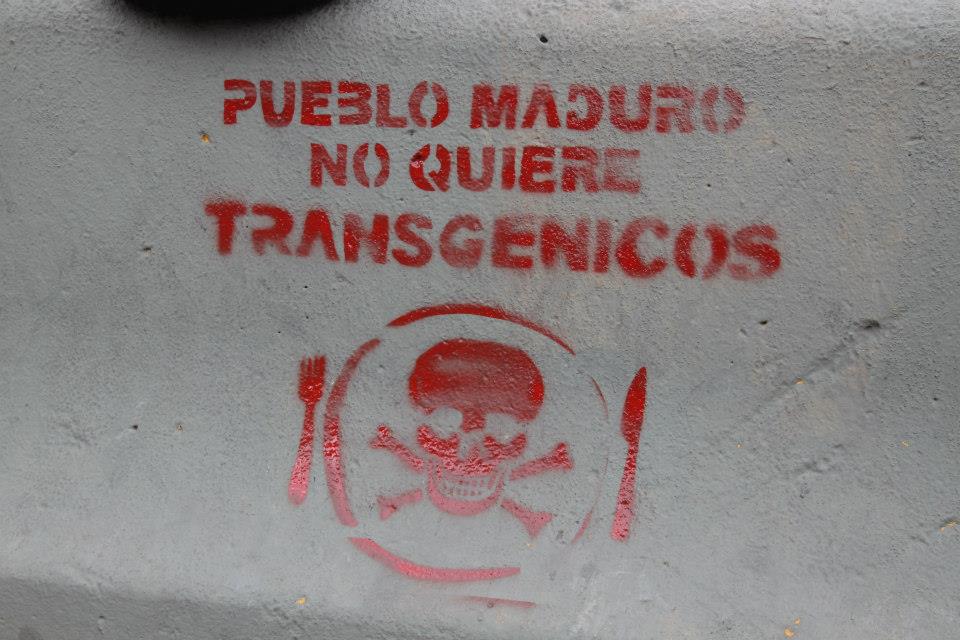 PUEBLO MADURO
NO QUIERE
TRANSGENICOS